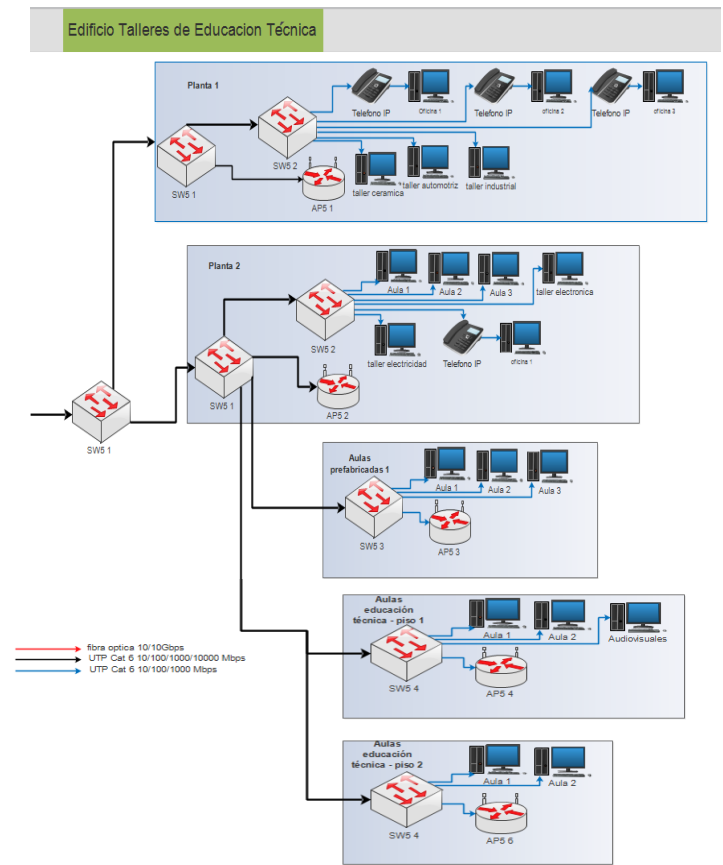 Edificio Talleres de Educacion Técnica
Planta 1
Telefono IP
Oficina 1
Telefono IP
oficina 2
Telefono IP
oficina 3
SW5 2
SW5 1
AP5 1
taller ceramica
taller automotriz
taller industrial
Planta 2
Aula 1
Aula 2
Aula 3
taller electronica
SW5 2
taller electricidad
Telefono IP
oficina 1
SW5 1
AP5 2
SW5 1
Aulas
prefabricadas 1
Aula 1
Aula 2
Aula 3
SW5 3
AP5 3
Aulas
educación
técnica - piso 1
Aula 1
Aula 2
Audiovisuales
SW5 4
AP5 4
fibra optica 10/10Gbps
UTP Cat 6 10/100/1000/10000 Mbps
UTP Cat 6 10/100/1000 Mbps
Aulas
educación
técnica - piso 2
Aula 1
Aula 2
SW5 4
AP5 6